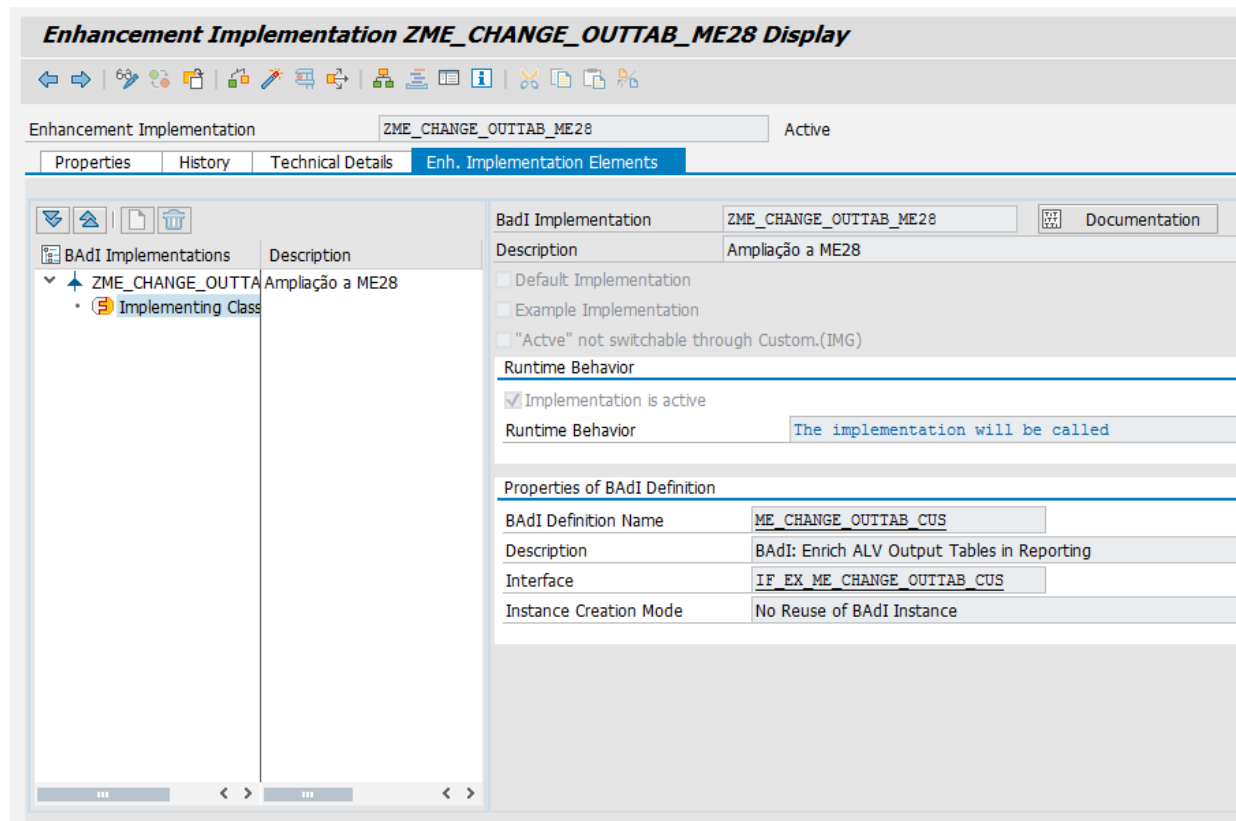 Enhancement Implementation ZME_CHANGE_OUTTAB_ME28 Display
Enhancement Implementation ZME_CHANGE_OUTTAB_ME28 Active
Properties History Technical Details Enh. Implementation Elements
BadI Implementation ZME_CHANGE_OUTTAB_ME28 Documentation
BAdI Implementations Description
Description Ampliação a ME28
ZME_CHANGE_OUTTA Ampliação a ME28
Implementing Class
Default Implementation
Example Implementation
"Actve" not switchable through Custom.(IMG)
Runtime Behavior
Implementation is active
Runtime Behavior The implementation will be called
Properties of BAdI Definition
BAdI Definition Name ME_CHANGE_OUTTAB_CUS
Description BAdI: Enrich ALV Output Tables in Reporting
Interface IF_EX_ME_CHANGE_OUTTAB_CUS
Instance Creation Mode No Reuse of BAdI Instance